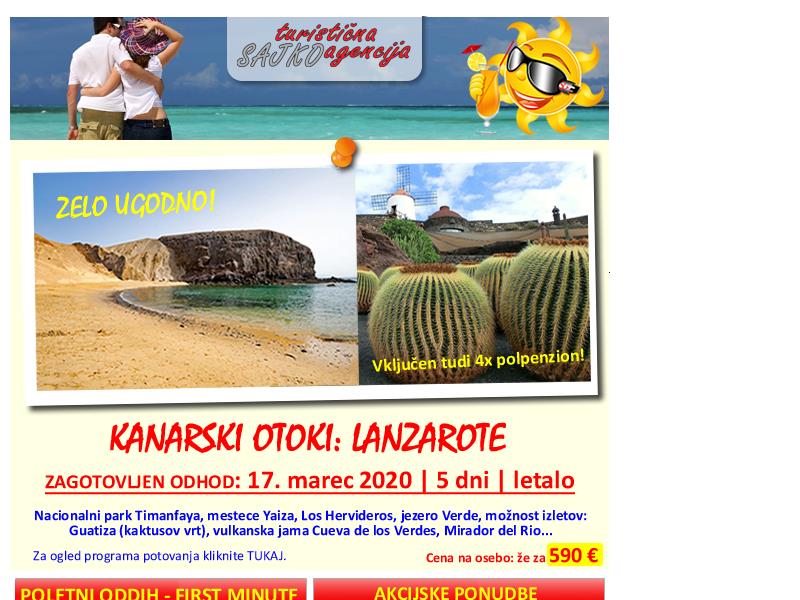 turistična
SAJKO agencija
ZELO UGODNO!
Vključen tudi 4x polpenzion!
KANARSKI OTOKI: LANZAROTE
ZAGOTOVLJEN ODHOD: 17. marec 2020 | 5 dni | letalo
Nacionalni park Timanfaya, mestece Yaiza, Los Hervideros, jezero Verde, možnost izletov:
Guatiza (kaktusov vrt), vulkanska jama Cueva de los Verdes, Mirador del Rio...
Za ogled programa potovanja kliknite TUKAJ.
Cena na osebo: že za 590 €
POLETNI ODDIH - FIRST MINUTE
AKCIJSKE PONUDBE